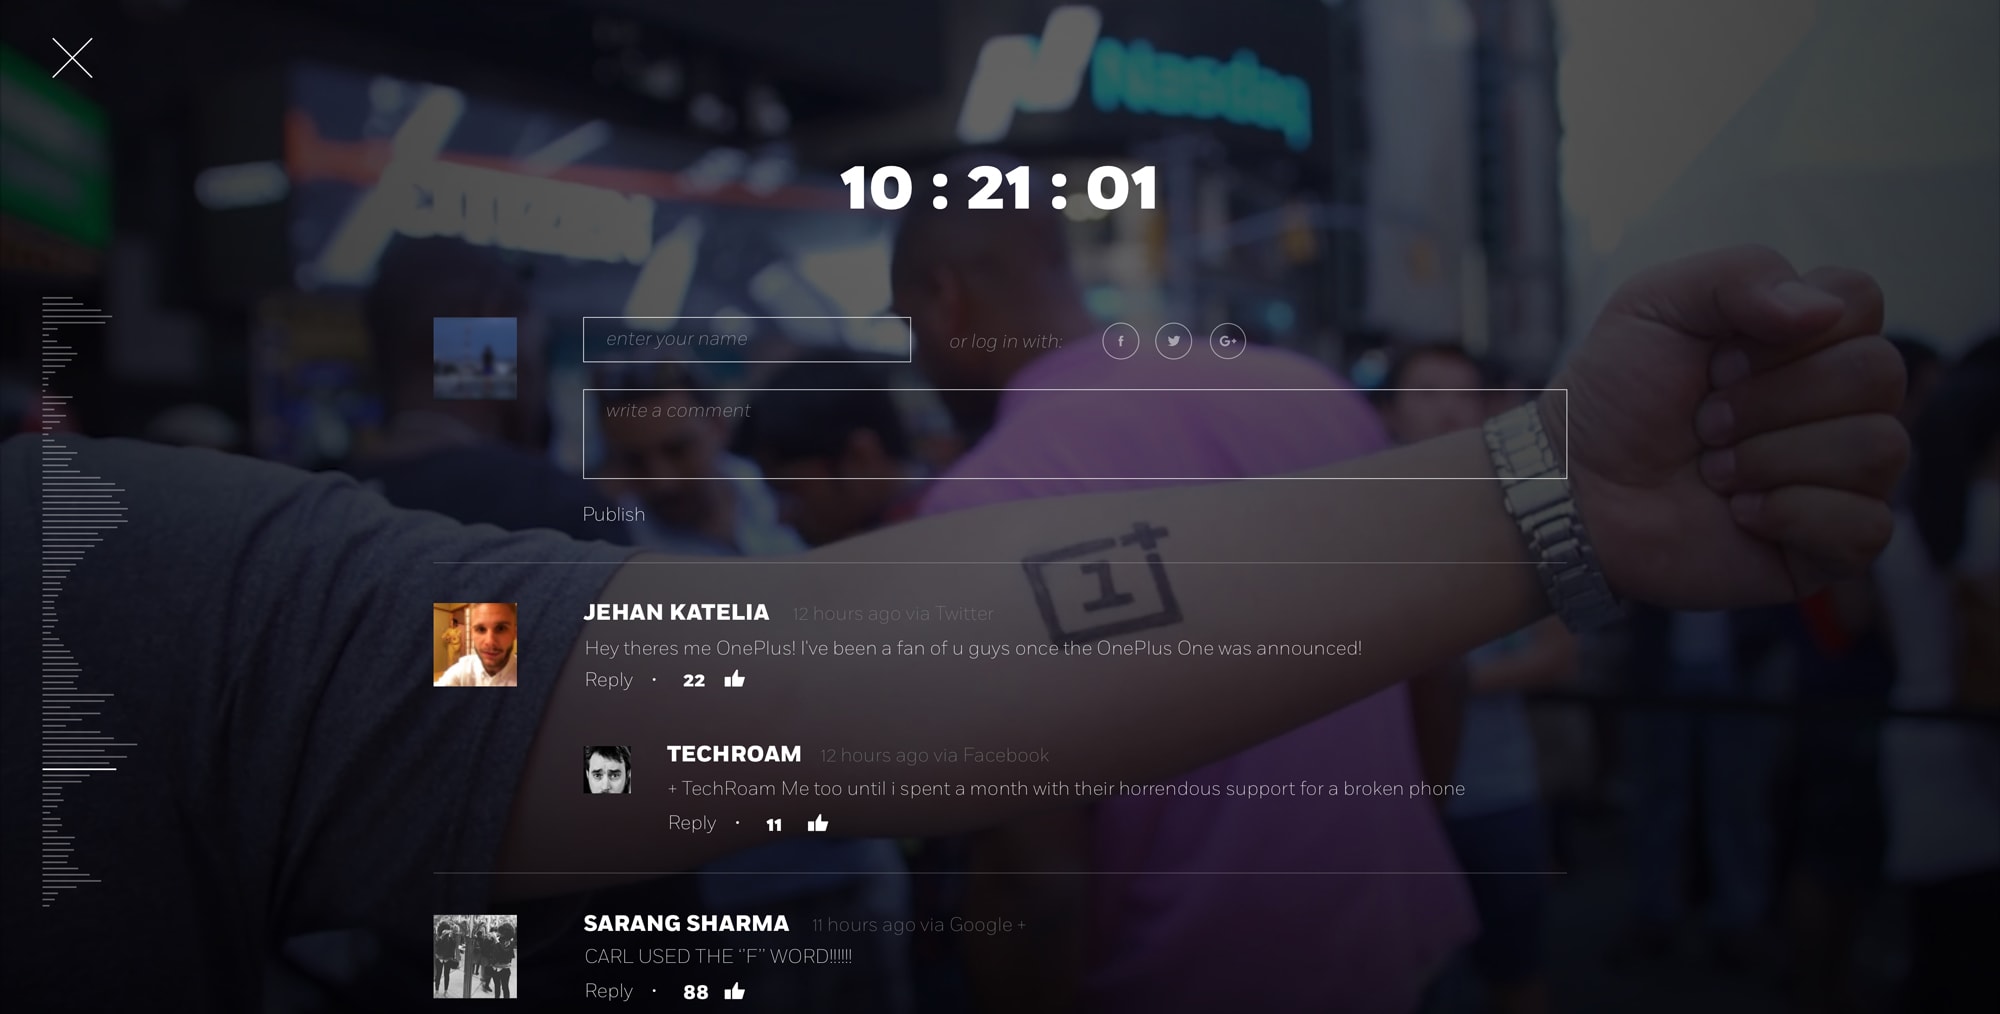 nasdaq
10 : 21 : 01
enter your name
or log in with:
f
G+
write a comment
Publish
1+
JEHAN KATELIA 12 hours ago via Twitter
Hey theres me OnePlus! I've been a fan of u guys once the OnePlus One was announced!
Reply · 22
TECHROAM 12 hours ago via Facebook
+ TechRoam Me too until i spent a month with their horrendous support for a broken phone
Reply · 11
SARANG SHARMA 11 hours ago via Google +
CARL USED THE “F” WORD!!!!!!
Reply · 88